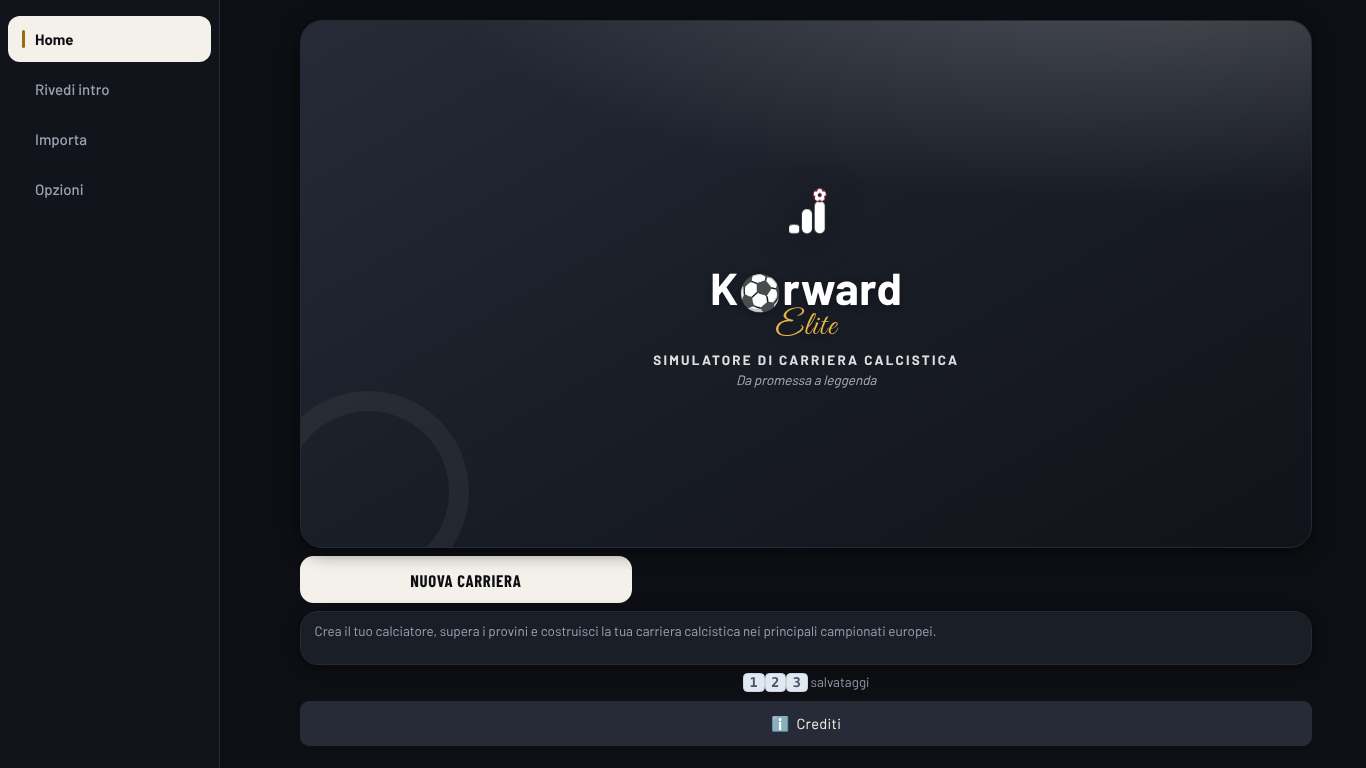 Home
Rivedi intro
Importa
Opzioni
K⚽rward
Elite
SIMULATORE DI CARRIERA CALCISTICA
Da promessa a leggenda
NUOVA CARRIERA
Crea il tuo calciatore, supera i provini e costruisci la tua carriera calcistica nei principali campionati europei.
1 2 3 salvataggi
ℹ️ Crediti